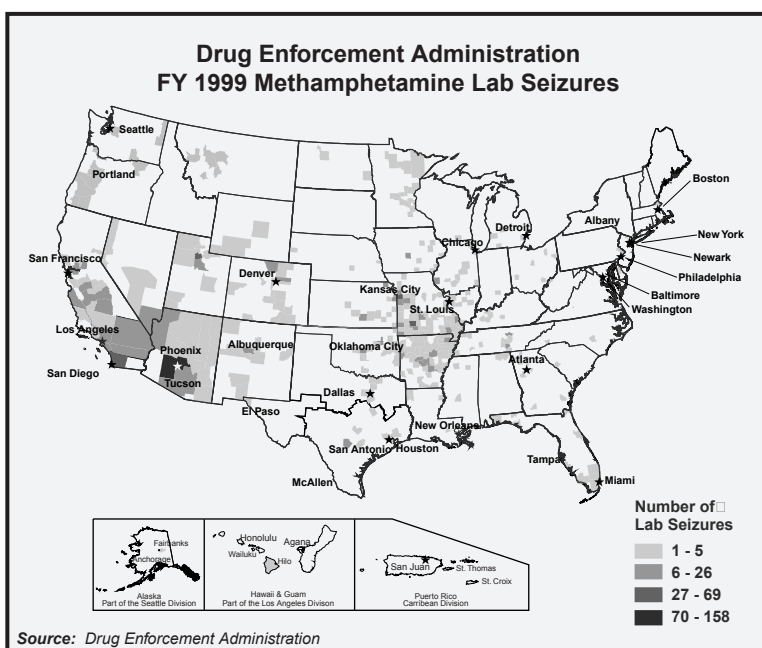 Drug Enforcement Administration
FY 1999 Methamphetamine Lab Seizures
Seattle
Portland
Boston
Albany
Detroit
New York
Chicago
Newark
San Francisco
Philadelphia
Denver
Kansas City
Baltimore
St. Louis
Washington
Los Angeles
Phoenix
Albuquerque
Oklahoma City
Atlanta
San Diego
Tucson
Dallas
El Paso
New Orleans
San Antonio
Houston
Tampa
Miami
McAllen
Number of
Lab Seizures
1 - 5
6 - 26
27 - 69
70 - 158
Fairbanks
Anchorage
Alaska
Part of the Seattle Division
Honolulu
Agana
Wailuku
Hilo
Hawaii & Guam
Part of the Los Angeles Divison
San Juan
St. Thomas
St. Croix
Puerto Rico
Carribean Division
Source: Drug Enforcement Administration